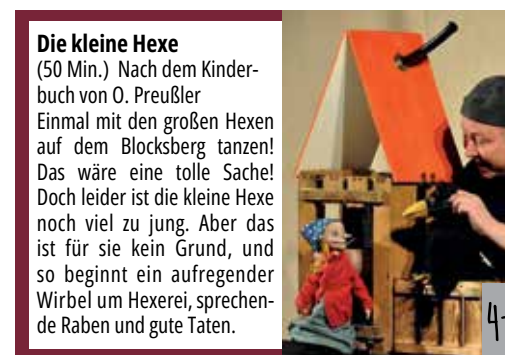 Die kleine Hexe
(50 Min.) Nach dem Kinder-
buch von O. Preußler
Einmal mit den großen Hexen
auf dem Blocksberg tanzen!
Das wäre eine tolle Sache!
Doch leider ist die kleine Hexe
noch viel zu jung. Aber das
ist für sie kein Grund, und
so beginnt ein aufregender
Wirbel um Hexerei, sprechen-
de Raben und gute Taten.